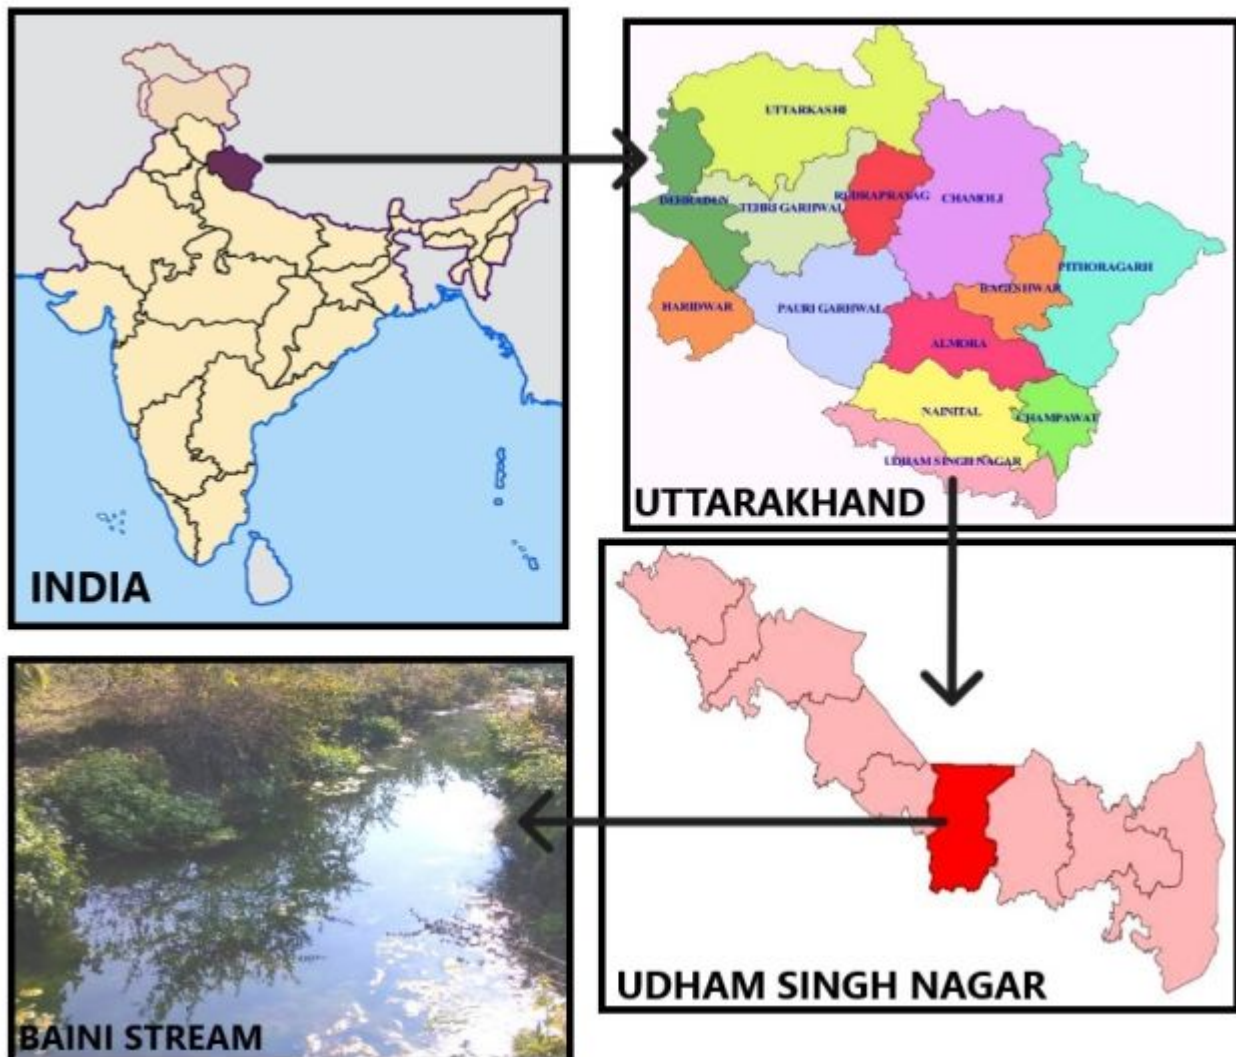 INDIA
UTTARKASHI
DEHRADUN
TEHRI GARHWAL
RUDRAPRASAG
CHAMOLI
HARIDWAR
PAURI GARHWAL
BAGESHWAR
PITHORAGARH
ALMORA
NAINITAL
CHAMPAWAT
UDHAM SINGH NAGAR
UTTARAKHAND
UDHAM SINGH NAGAR
BAINI STREAM